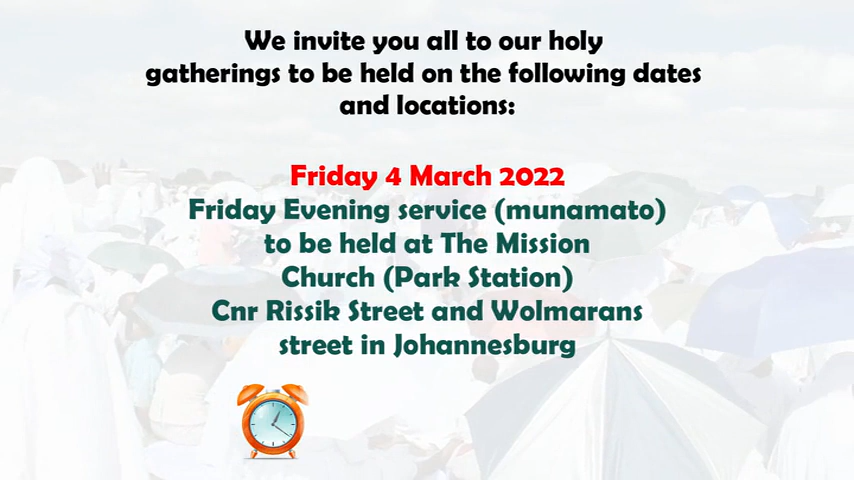 We invite you all to our holy
gatherings to be held on the following dates
and locations:
Friday 4 March 2022
Friday Evening service (munamato)
to be held at The Mission
Church (Park Station)
Cnr Rissik Street and Wolmarans
street in Johannesburg